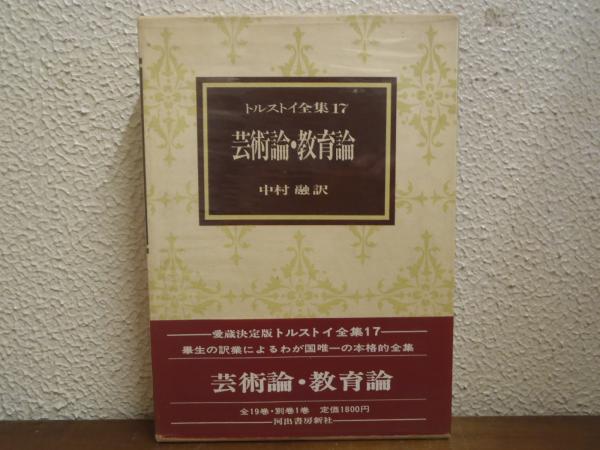 トルストイ全集17
芸術論・教育論
中村 融 訳
愛蔵決定版トルストイ全集17
畢生の訳業によるわが国唯一の本格的全集
芸術論・教育論
全19巻・別巻1巻 定価1800円
河出書房新社